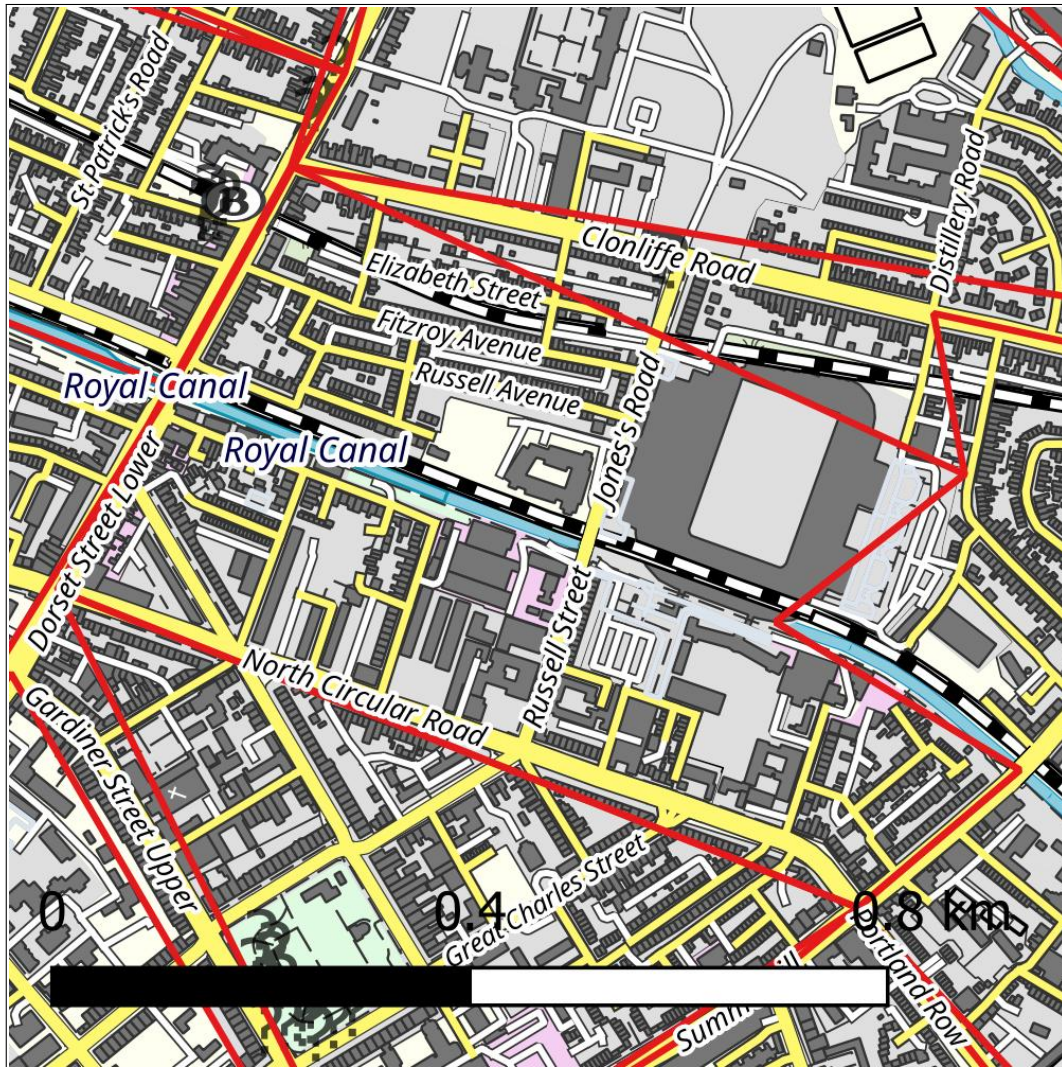 St Patrick's Road
Distillery Road
B
Clonliffe Road
Elizabeth Street
Fitzroy Avenue
Russell Avenue
Jones's Road
Royal Canal
Royal Canal
Dorset Street Lower
Russell Street
North Circular Road
Gardiner Street Upper
Great Charles Street
0 0.4 0.8 km
Portland Row